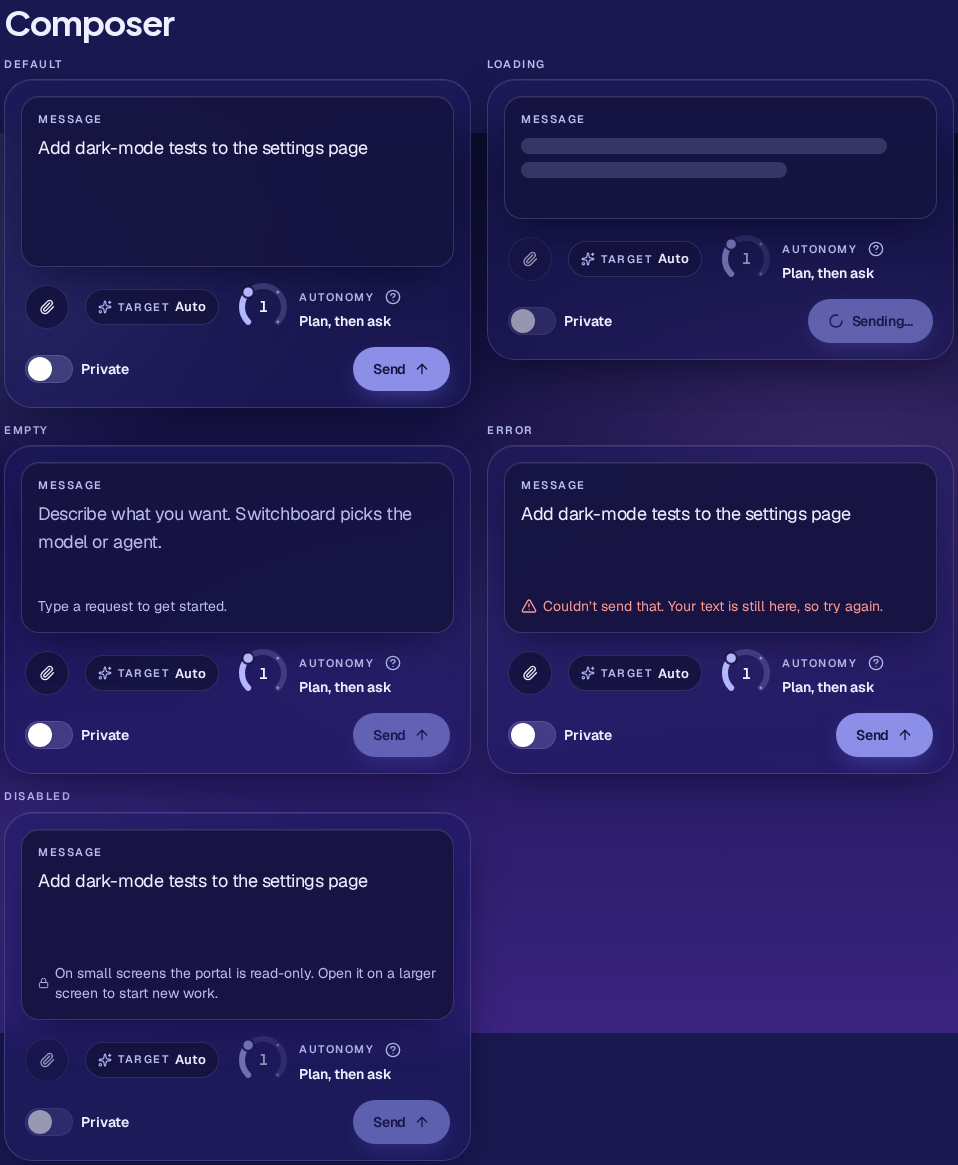 Composer
DEFAULT
MESSAGE
Add dark-mode tests to the settings page
TARGET Auto
1
AUTONOMY
Plan, then ask
Private
Send
LOADING
MESSAGE
TARGET Auto
1
AUTONOMY
Plan, then ask
Private
Sending...
EMPTY
MESSAGE
Describe what you want. Switchboard picks the
model or agent.
Type a request to get started.
TARGET Auto
1
AUTONOMY
Plan, then ask
Private
Send
ERROR
MESSAGE
Add dark-mode tests to the settings page
Couldn't send that. Your text is still here, so try again.
TARGET Auto
1
AUTONOMY
Plan, then ask
Private
Send
DISABLED
MESSAGE
Add dark-mode tests to the settings page
On small screens the portal is read-only. Open it on a larger
screen to start new work.
TARGET Auto
1
AUTONOMY
Plan, then ask
Private
Send